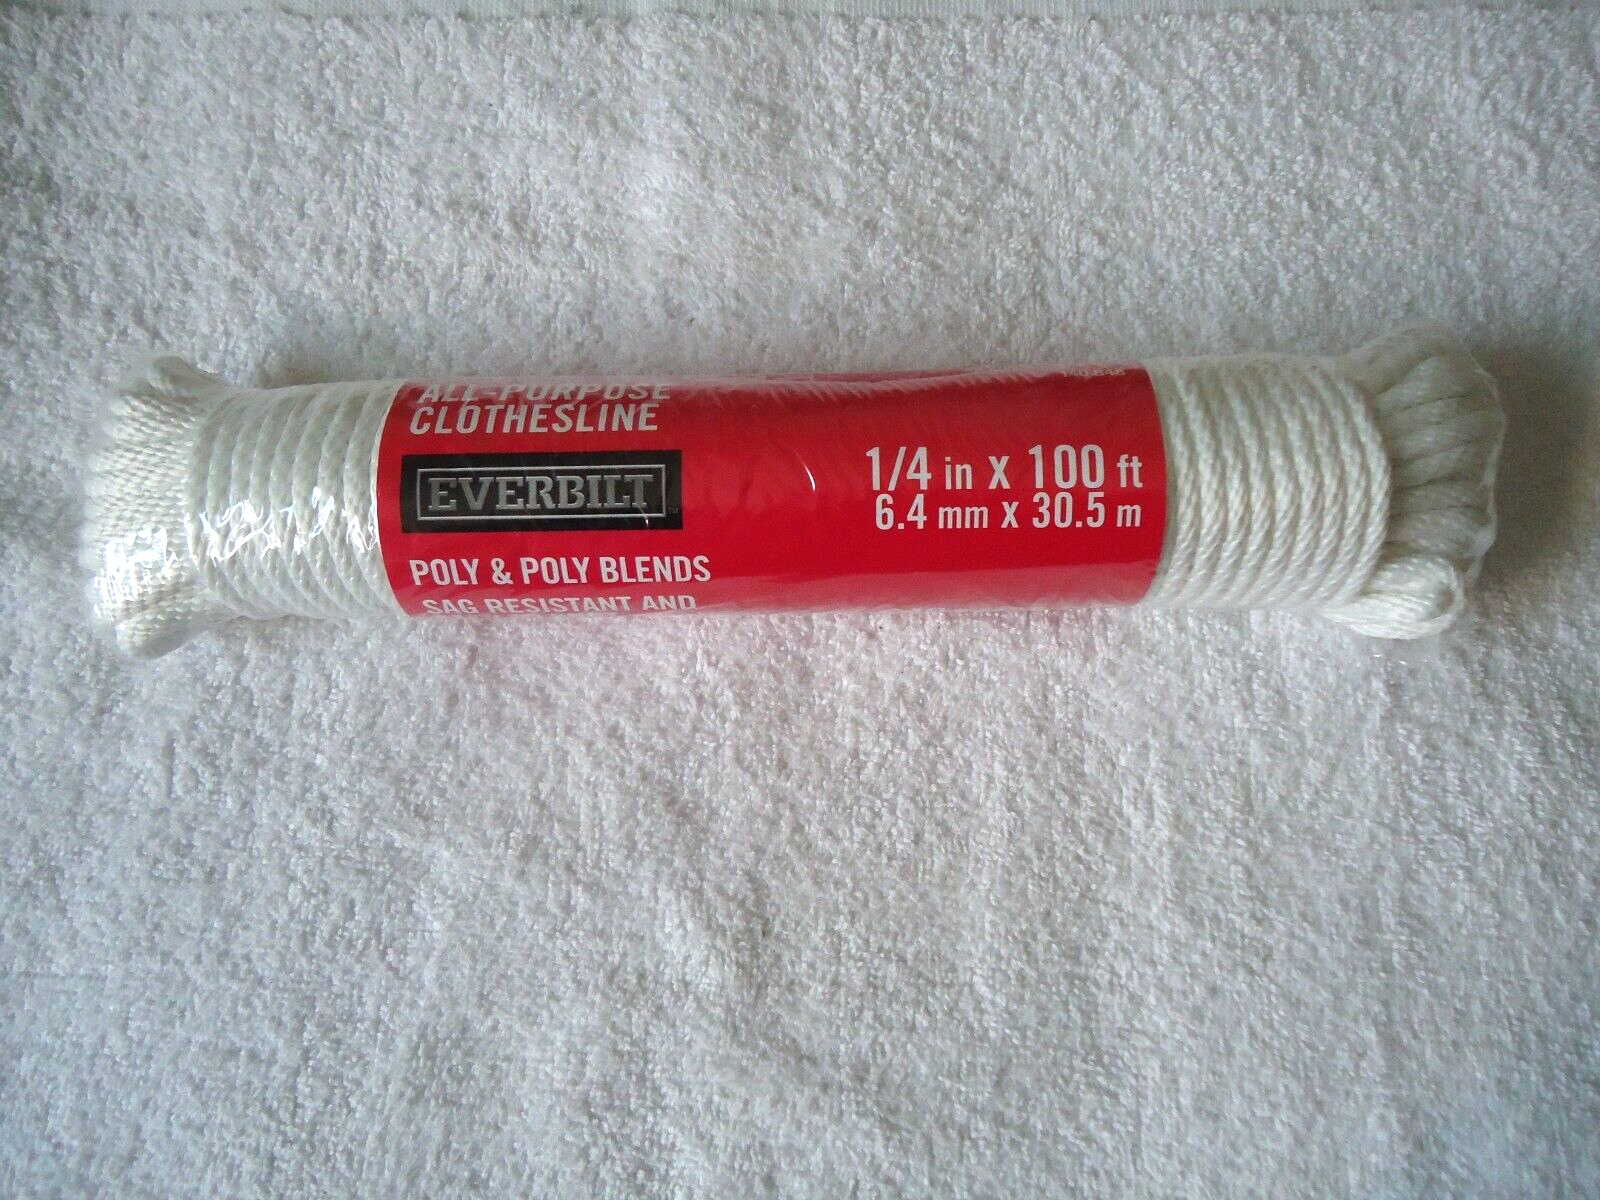 ALL-PURPOSE
CLOTHESLINE
EVERBILT™
1/4 in x 100 ft
6.4 mm x 30.5 m
POLY & POLY BLENDS
SAG RESISTANT AND